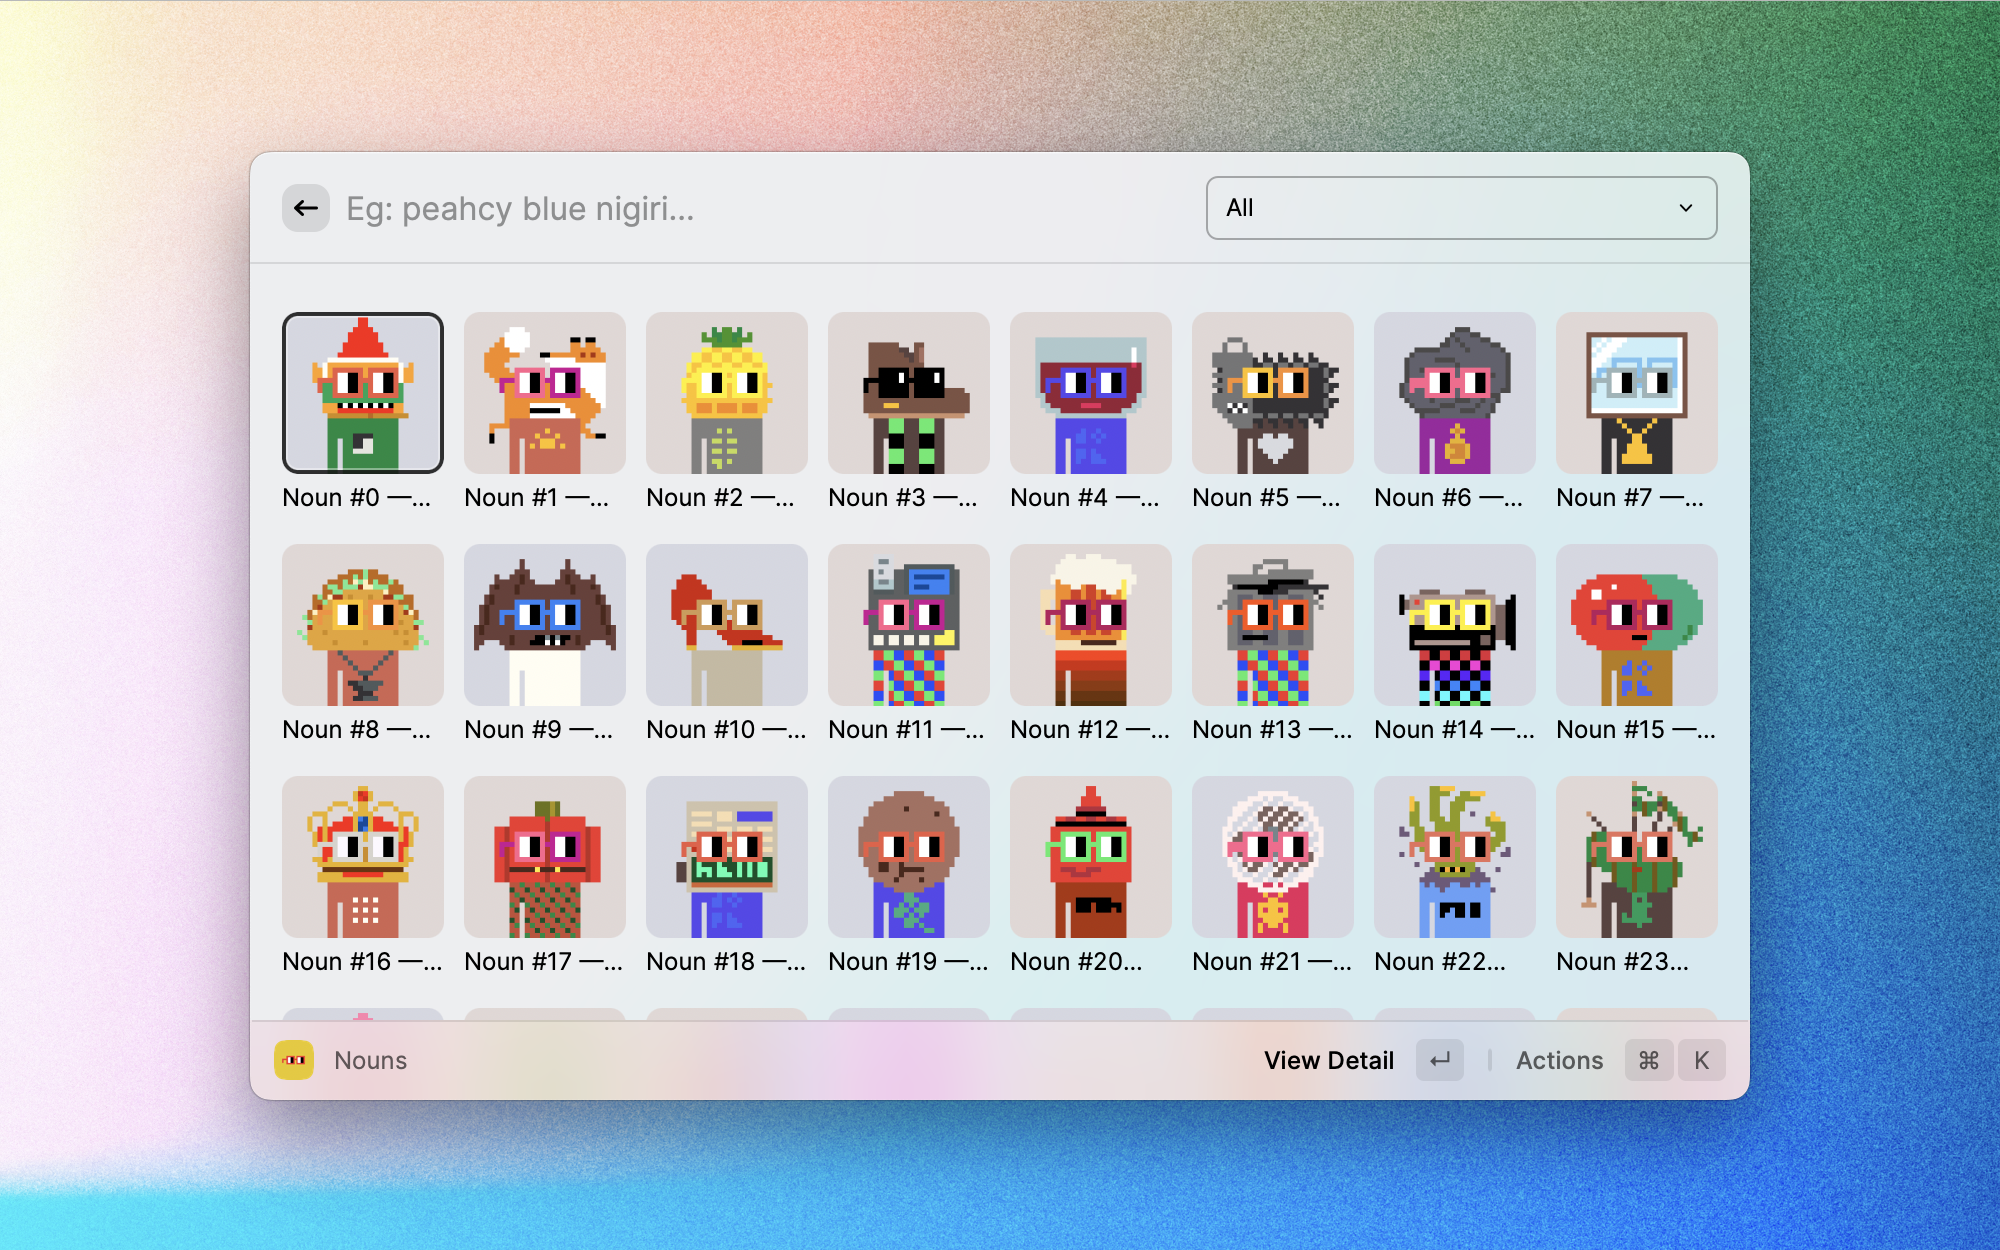 Eg: peahcy blue nigiri...
All
Noun #0 —...
Noun #1 —...
Noun #2 —...
Noun #3 —...
Noun #4 —...
Noun #5 —...
Noun #6 —...
Noun #7 —...
Noun #8 —...
Noun #9 —...
Noun #10 —...
Noun #11 —...
Noun #12 —...
Noun #13 —...
Noun #14 —...
Noun #15 —...
Noun #16 —...
Noun #17 —...
Noun #18 —...
Noun #19 —...
Noun #20...
Noun #21 —...
Noun #22...
Noun #23...
Nouns
View Detail
Actions ⌘ K